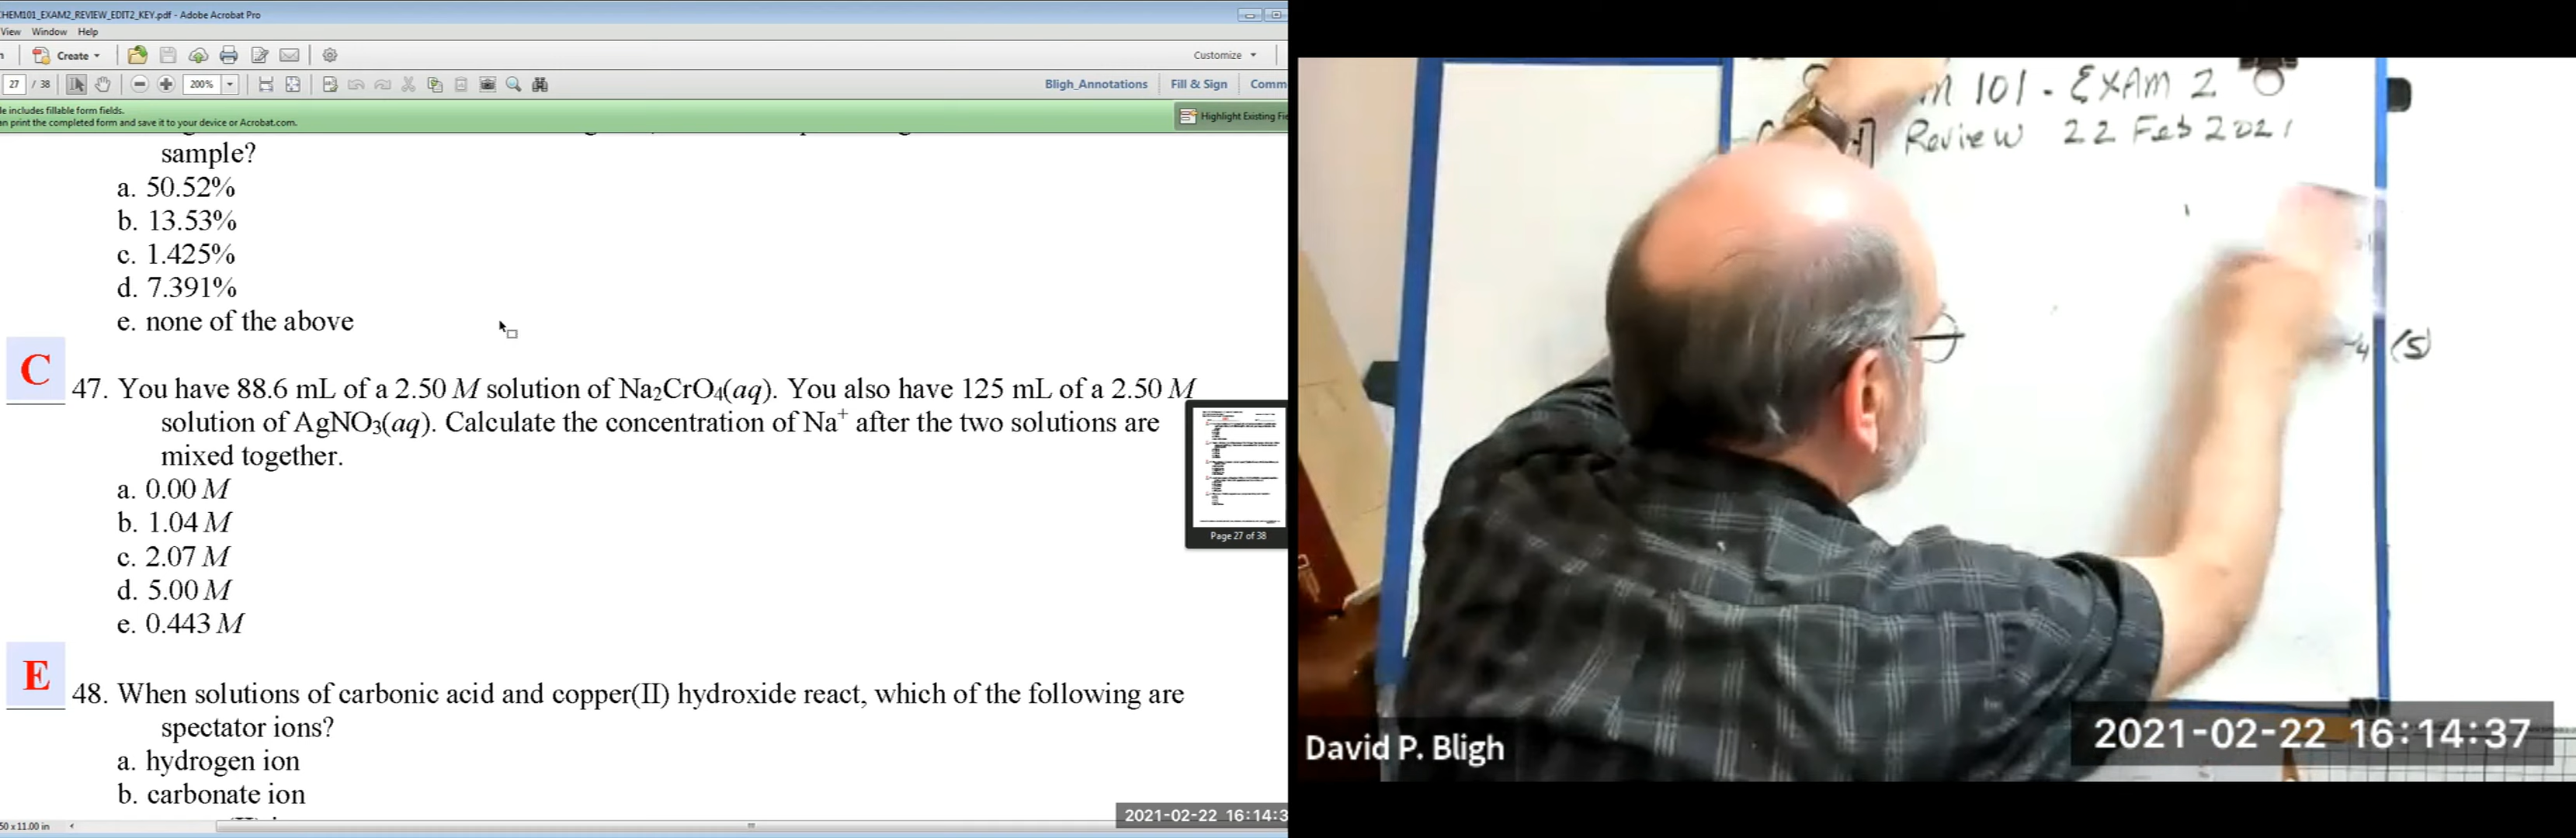 CHEM101_EXAM2_REVIEW_EDIT2_KEY.pdf - Adobe Acrobat Pro
View Window Help
Create Customize
27 / 38 200% Bligh_Annotations Fill & Sign Comm
includes fillable form fields.
print the completed form and save it to your device or Acrobat.com. Highlight Existing Fie
sample?
a. 50.52%
b. 13.53%
c. 1.425%
d. 7.391%
e. none of the above
C
47. You have 88.6 mL of a 2.50 M solution of Na₂CrO₄(aq). You also have 125 mL of a 2.50 M
solution of AgNO₃(aq). Calculate the concentration of Na⁺ after the two solutions are
mixed together.
a. 0.00 M
b. 1.04 M
c. 2.07 M
d. 5.00 M
e. 0.443 M
Page 27 of 38
E
48. When solutions of carbonic acid and copper(II) hydroxide react, which of the following are
spectator ions?
a. hydrogen ion
b. carbonate ion
50 x 11.00 in
2021-02-22 16:14:3
101 - EXAM 2
Review 22 Feb 2021
4 (s)
David P. Bligh
2021-02-22 16:14:37